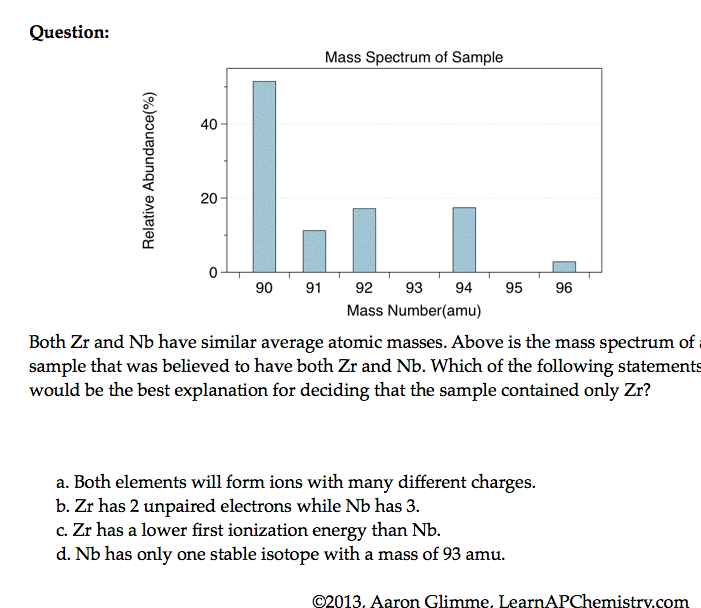 Question:
Mass Spectrum of Sample
Relative Abundance(%)
40
20
0
90 91 92 93 94 95 96
Mass Number(amu)
Both Zr and Nb have similar average atomic masses. Above is the mass spectrum of
sample that was believed to have both Zr and Nb. Which of the following statements
would be the best explanation for deciding that the sample contained only Zr?
a. Both elements will form ions with many different charges.
b. Zr has 2 unpaired electrons while Nb has 3.
c. Zr has a lower first ionization energy than Nb.
d. Nb has only one stable isotope with a mass of 93 amu.
©2013, Aaron Glimme, LearnAPChemistry.com